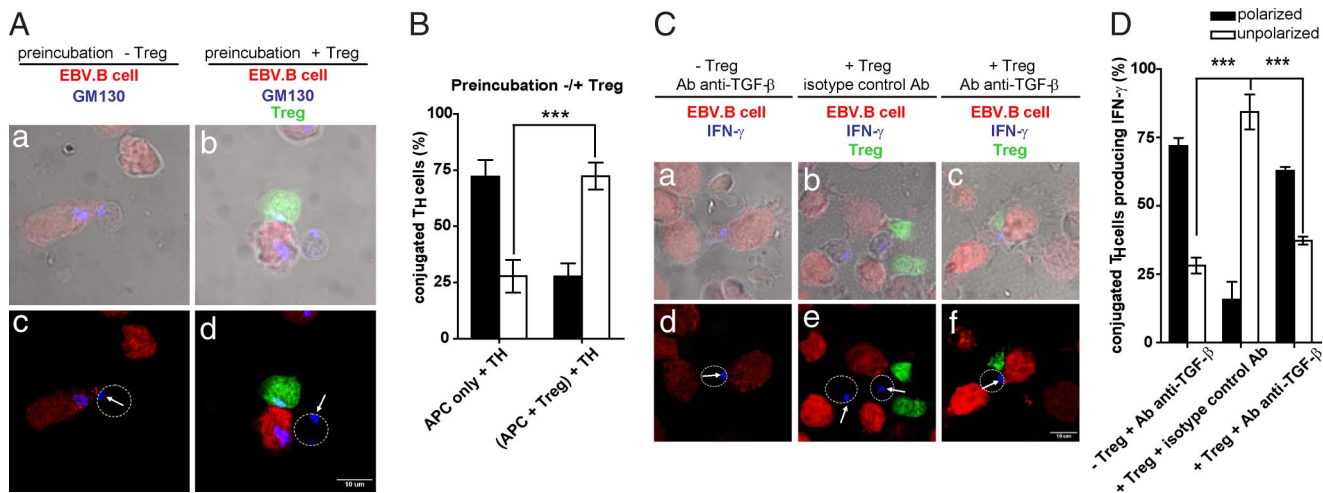 A
preincubation - Treg
EBV.B cell
GM130
preincubation + Treg
EBV.B cell
GM130
Treg
a
b
c
d
10 um
B
Preincubation -/+ Treg
***
conjugated TH cells (%)
100
75
50
25
0
APC only + TH
(APC + Treg) + TH
C
- Treg
Ab anti-TGF-β
EBV.B cell
IFN-γ
+ Treg
isotype control Ab
EBV.B cell
IFN-γ
Treg
+ Treg
Ab anti-TGF-β
EBV.B cell
IFN-γ
Treg
a
b
c
d
e
f
10 um
D
polarized
unpolarized
*** ***
conjugated THcells producing IFN-γ (%)
100
75
50
25
0
- Treg + Ab anti-TGF-β
+ Treg + isotype control Ab
+ Treg + Ab anti-TGF-β